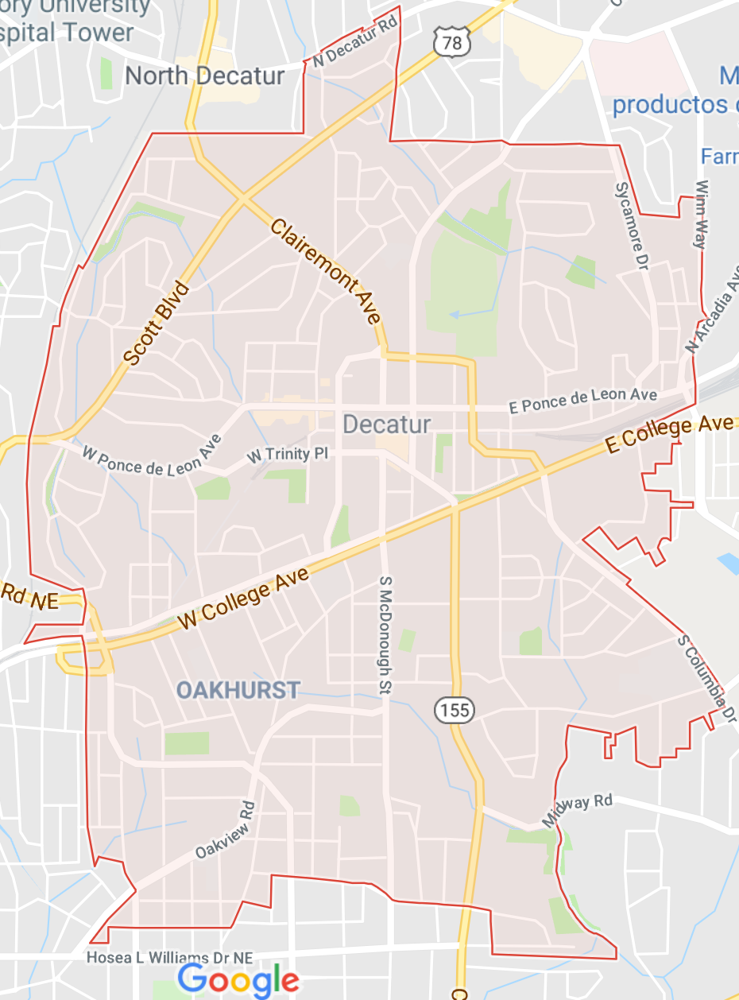 ory University
spital Tower
N Decatur Rd
78
North Decatur
M
productos
Farr
Sycamore Dr
Winn Way
Clairemont Ave
Scott Blvd
N Arcadia Ave
E Ponce de Leon Ave
Decatur
E College Ave
W Ponce de Leon Ave
W Trinity Pl
Rd NE
W College Ave
S McDonough St
S Columbia Dr
OAKHURST
155
Midway Rd
Oakview Rd
Hosea L Williams Dr NE
Google